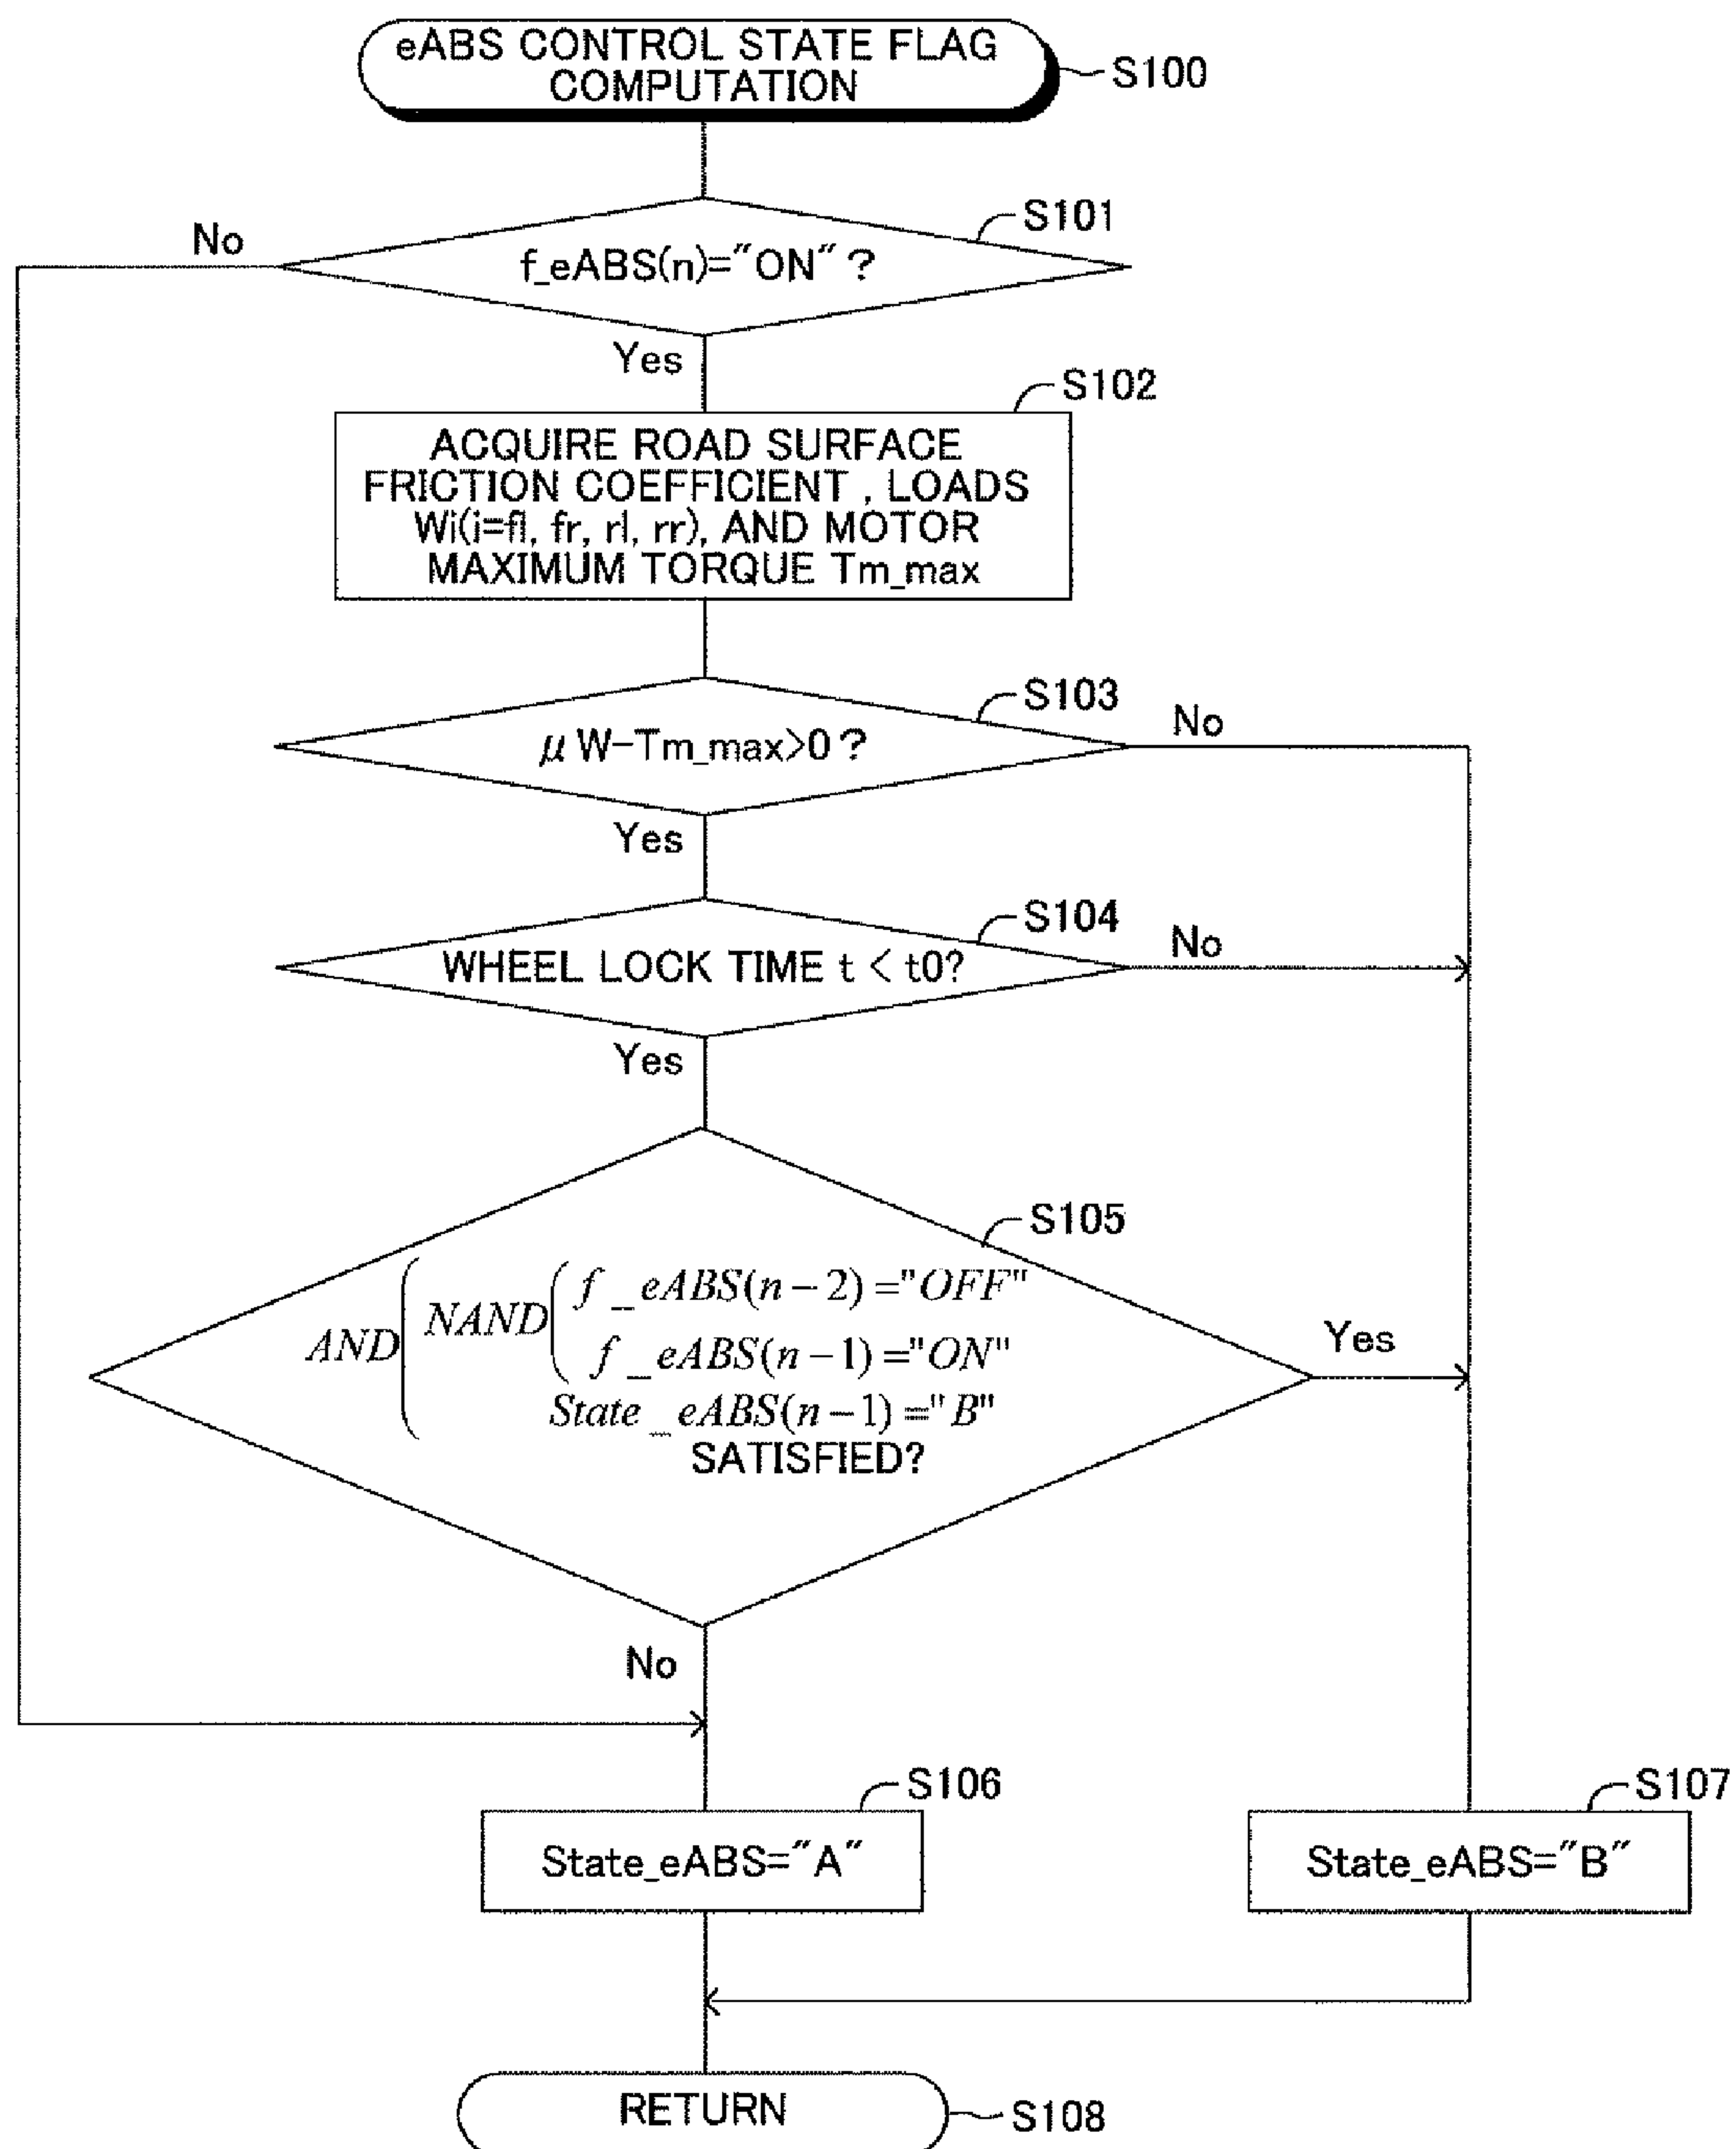 eABS CONTROL STATE FLAG
COMPUTATION
S100
S101
No
f_eABS(n)="ON"?
Yes
S102
ACQUIRE ROAD SURFACE
FRICTION COEFFICIENT , LOADS
Wi(i=fl, fr, rl, rr), AND MOTOR
MAXIMUM TORQUE Tm_max
S103
No
μ W-Tm_max>0?
Yes
S104
No
WHEEL LOCK TIME t < t0?
Yes
S105
f_eABS(n-2)="OFF"
AND( NAND(
f_eABS(n-1)="ON"
Yes
State_eABS(n-1)="B"
SATISFIED?
No
S106
S107
State_eABS="A"
State_eABS="B"
RETURN
S108